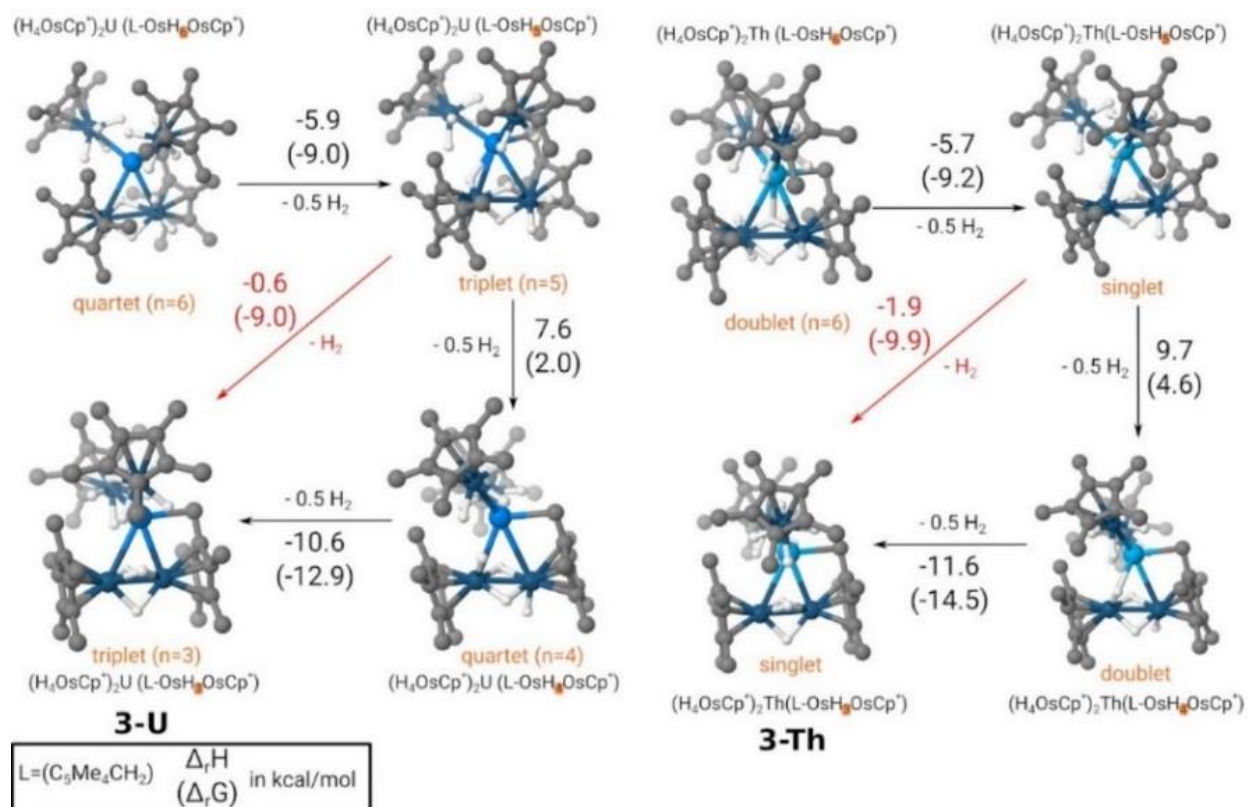 (H₄OsCp*)₂U (L-OsH₆OsCp*)
(H₄OsCp*)₂U (L-OsH₅OsCp*)
-5.9
(-9.0)
- 0.5 H₂
quartet (n=6)
triplet (n=5)
-0.6
(-9.0)
- H₂
- 0.5 H₂
7.6
(2.0)
- 0.5 H₂
-10.6
(-12.9)
triplet (n=3)
quartet (n=4)
(H₄OsCp*)₂U (L-OsH₃OsCp*)
(H₄OsCp*)₂U (L-OsH₄OsCp*)
3-U
L=(C₅Me₄CH₂)
ΔᵣH
(ΔᵣG)
in kcal/mol
(H₄OsCp*)₂Th (L-OsH₆OsCp*)
(H₄OsCp*)₂Th(L-OsH₅OsCp*)
-5.7
(-9.2)
- 0.5 H₂
doublet (n=6)
singlet
-1.9
(-9.9)
- H₂
- 0.5 H₂
9.7
(4.6)
- 0.5 H₂
-11.6
(-14.5)
singlet
doublet
(H₄OsCp*)₂Th(L-OsH₃OsCp*)
(H₄OsCp*)₂Th(L-OsH₄OsCp*)
3-Th